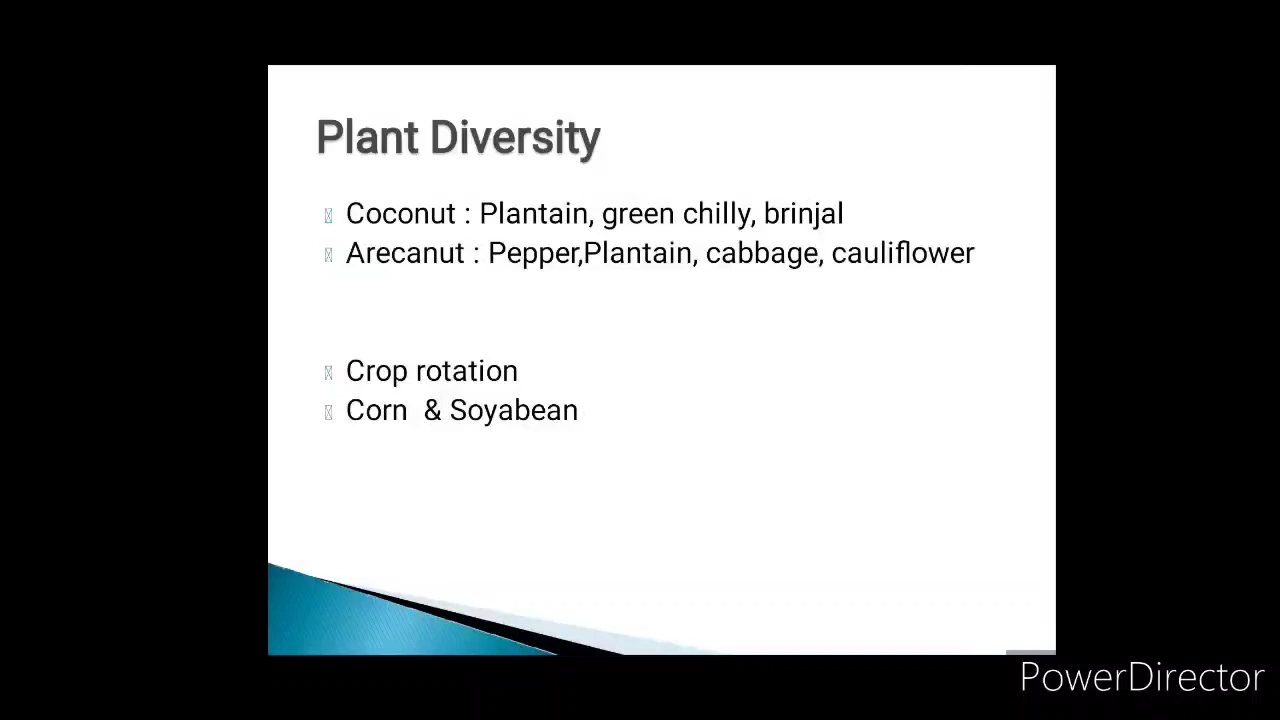 Plant Diversity
Coconut : Plantain, green chilly, brinjal
Arecanut : Pepper,Plantain, cabbage, cauliflower
Crop rotation
Corn & Soyabean
PowerDirector